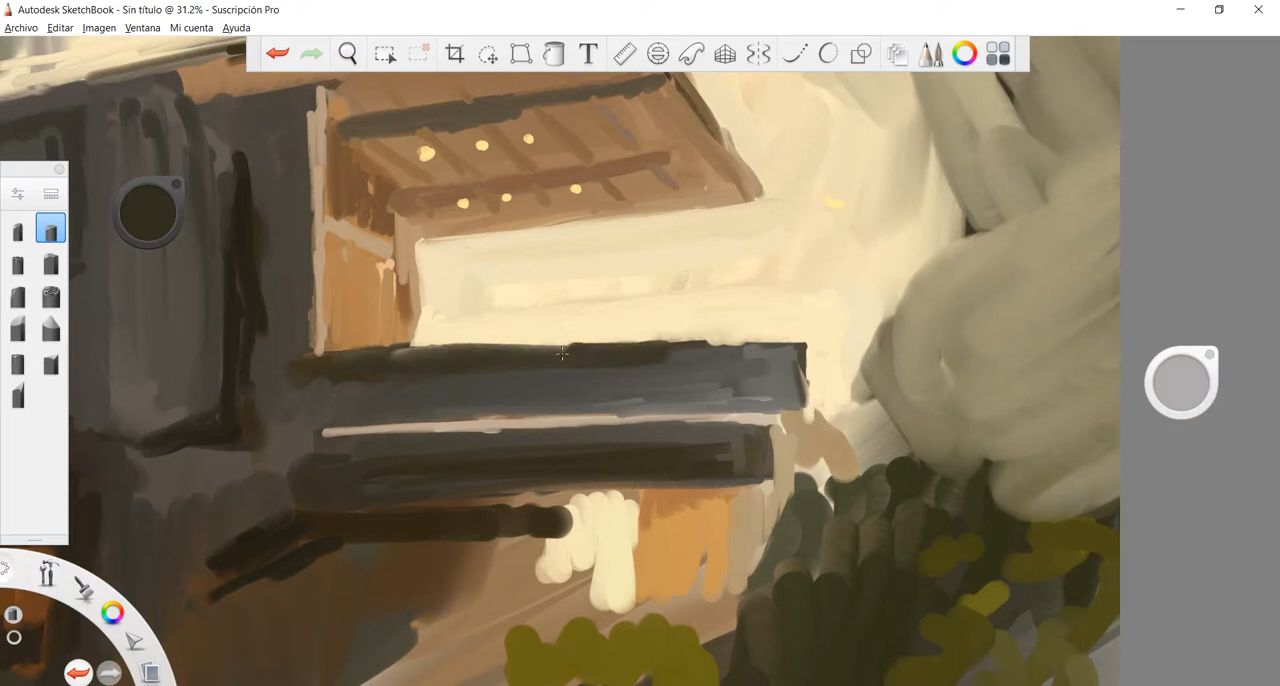 Autodesk SketchBook - Sin título @ 31.2% - Suscripción Pro
Archivo Editar Imagen Ventana Mi cuenta Ayuda
T